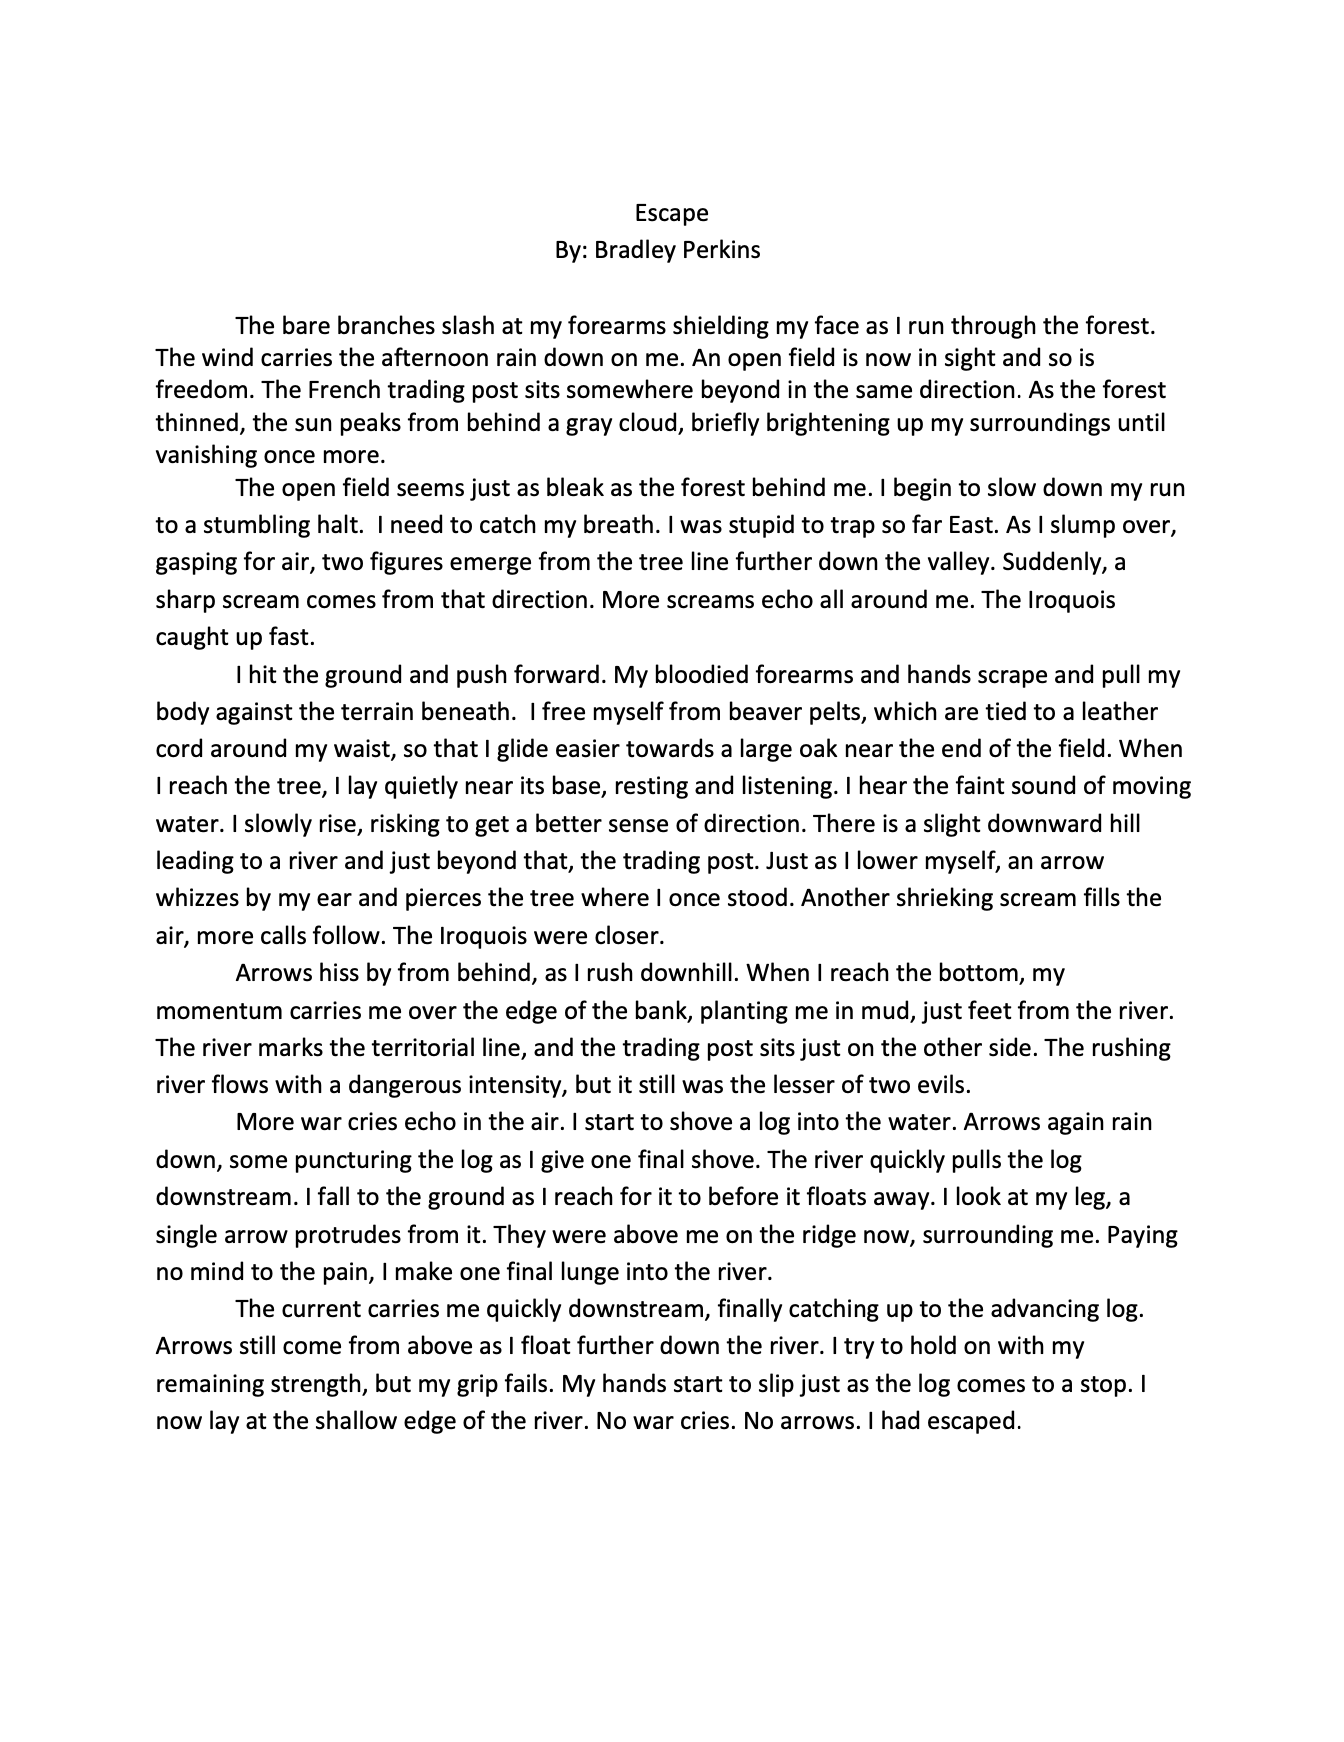 Escape
By: Bradley Perkins
The bare branches slash at my forearms shielding my face as I run through the forest.
The wind carries the afternoon rain down on me. An open field is now in sight and so is
freedom. The French trading post sits somewhere beyond in the same direction. As the forest
thinned, the sun peaks from behind a gray cloud, briefly brightening up my surroundings until
vanishing once more.
The open field seems just as bleak as the forest behind me. I begin to slow down my run
to a stumbling halt.  I need to catch my breath. I was stupid to trap so far East. As I slump over,
gasping for air, two figures emerge from the tree line further down the valley. Suddenly, a
sharp scream comes from that direction. More screams echo all around me. The Iroquois
caught up fast.
I hit the ground and push forward. My bloodied forearms and hands scrape and pull my
body against the terrain beneath.  I free myself from beaver pelts, which are tied to a leather
cord around my waist, so that I glide easier towards a large oak near the end of the field. When
I reach the tree, I lay quietly near its base, resting and listening. I hear the faint sound of moving
water. I slowly rise, risking to get a better sense of direction. There is a slight downward hill
leading to a river and just beyond that, the trading post. Just as I lower myself, an arrow
whizzes by my ear and pierces the tree where I once stood. Another shrieking scream fills the
air, more calls follow. The Iroquois were closer.
Arrows hiss by from behind, as I rush downhill. When I reach the bottom, my
momentum carries me over the edge of the bank, planting me in mud, just feet from the river.
The river marks the territorial line, and the trading post sits just on the other side. The rushing
river flows with a dangerous intensity, but it still was the lesser of two evils.
More war cries echo in the air. I start to shove a log into the water. Arrows again rain
down, some puncturing the log as I give one final shove. The river quickly pulls the log
downstream. I fall to the ground as I reach for it to before it floats away. I look at my leg, a
single arrow protrudes from it. They were above me on the ridge now, surrounding me. Paying
no mind to the pain, I make one final lunge into the river.
The current carries me quickly downstream, finally catching up to the advancing log.
Arrows still come from above as I float further down the river. I try to hold on with my
remaining strength, but my grip fails. My hands start to slip just as the log comes to a stop. I
now lay at the shallow edge of the river. No war cries. No arrows. I had escaped.